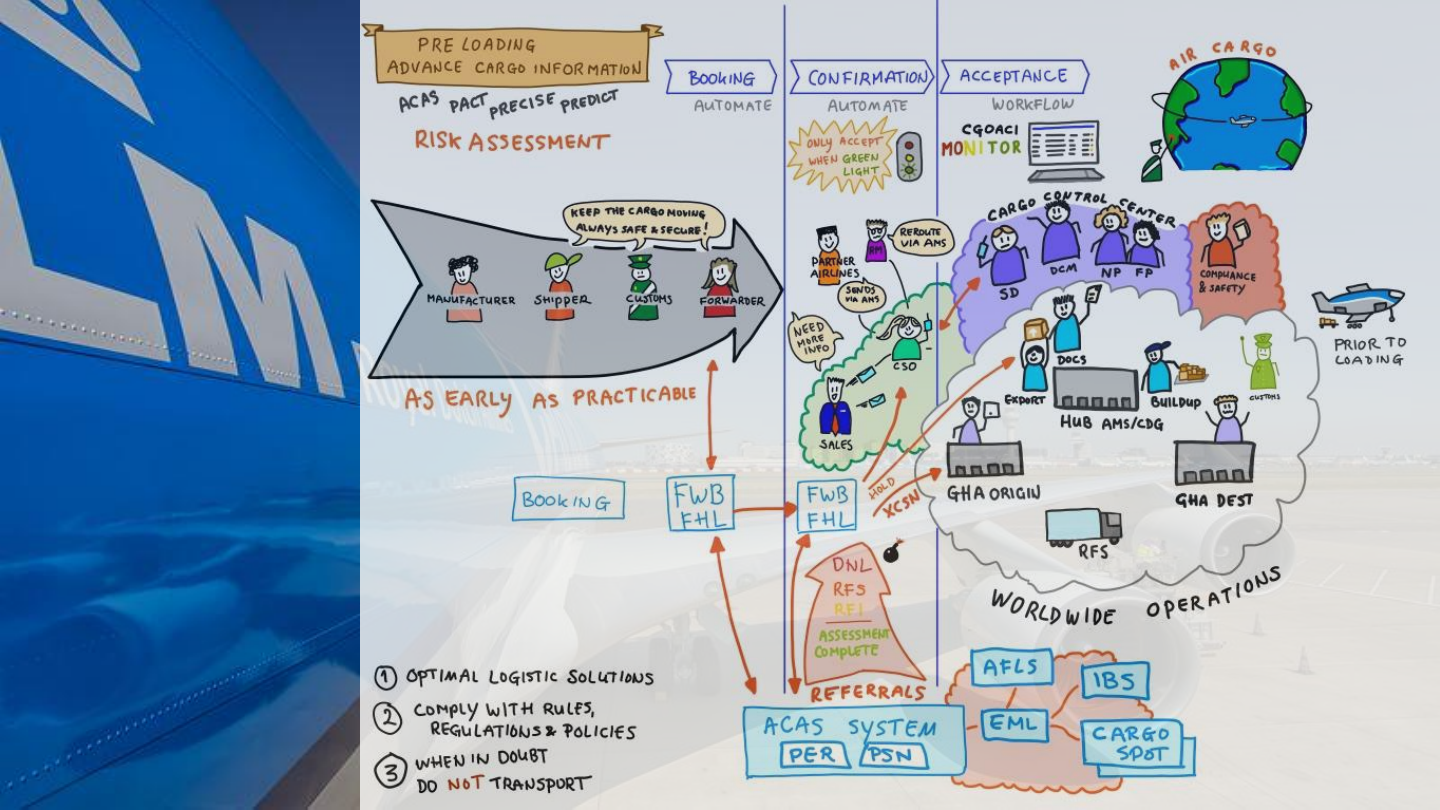 LM
PRE LOADING
ADVANCE CARGO INFORMATION
ACAS PACT PRECISE PREDICT
RISK ASSESSMENT
BOOKING
AUTOMATE
CONFIRMATION
AUTOMATE
ONLY ACCEPT
WHEN GREEN
LIGHT
ACCEPTANCE
WORKFLOW
CGOACI
MONITOR
AIR CARGO
KEEP THE CARGO MOVING
ALWAYS SAFE & SECURE!
MANUFACTURER
SHIPPER
CUSTOMS
FORWARDER
AS EARLY AS PRACTICABLE
PARTNER
AIRLINES
RM
REROUTE
VIA AMS
SENDS
VIA AMS
NEED
MORE
INFO
CSO
SALES
CARGO CONTROL CENTER
SD
DCM
NP
FP
COMPLIANCE
& SAFETY
PRIOR TO
LOADING
DOCS
EXPORT
BUILDUP
CUSTOMS
HUB AMS/CDG
GHA ORIGIN
GHA DEST
RFS
WORLDWIDE OPERATIONS
BOOKING
FWB
FHL
FWB
FHL
HOLD
XCSN
DNL
RFS
RFI
ASSESSMENT
COMPLETE
REFERRALS
ACAS SYSTEM
PER
PSN
AFLS
IBS
EML
CARGO
SPOT
1 OPTIMAL LOGISTIC SOLUTIONS
2 COMPLY WITH RULES,
REGULATIONS & POLICIES
3 WHEN IN DOUBT
DO NOT TRANSPORT